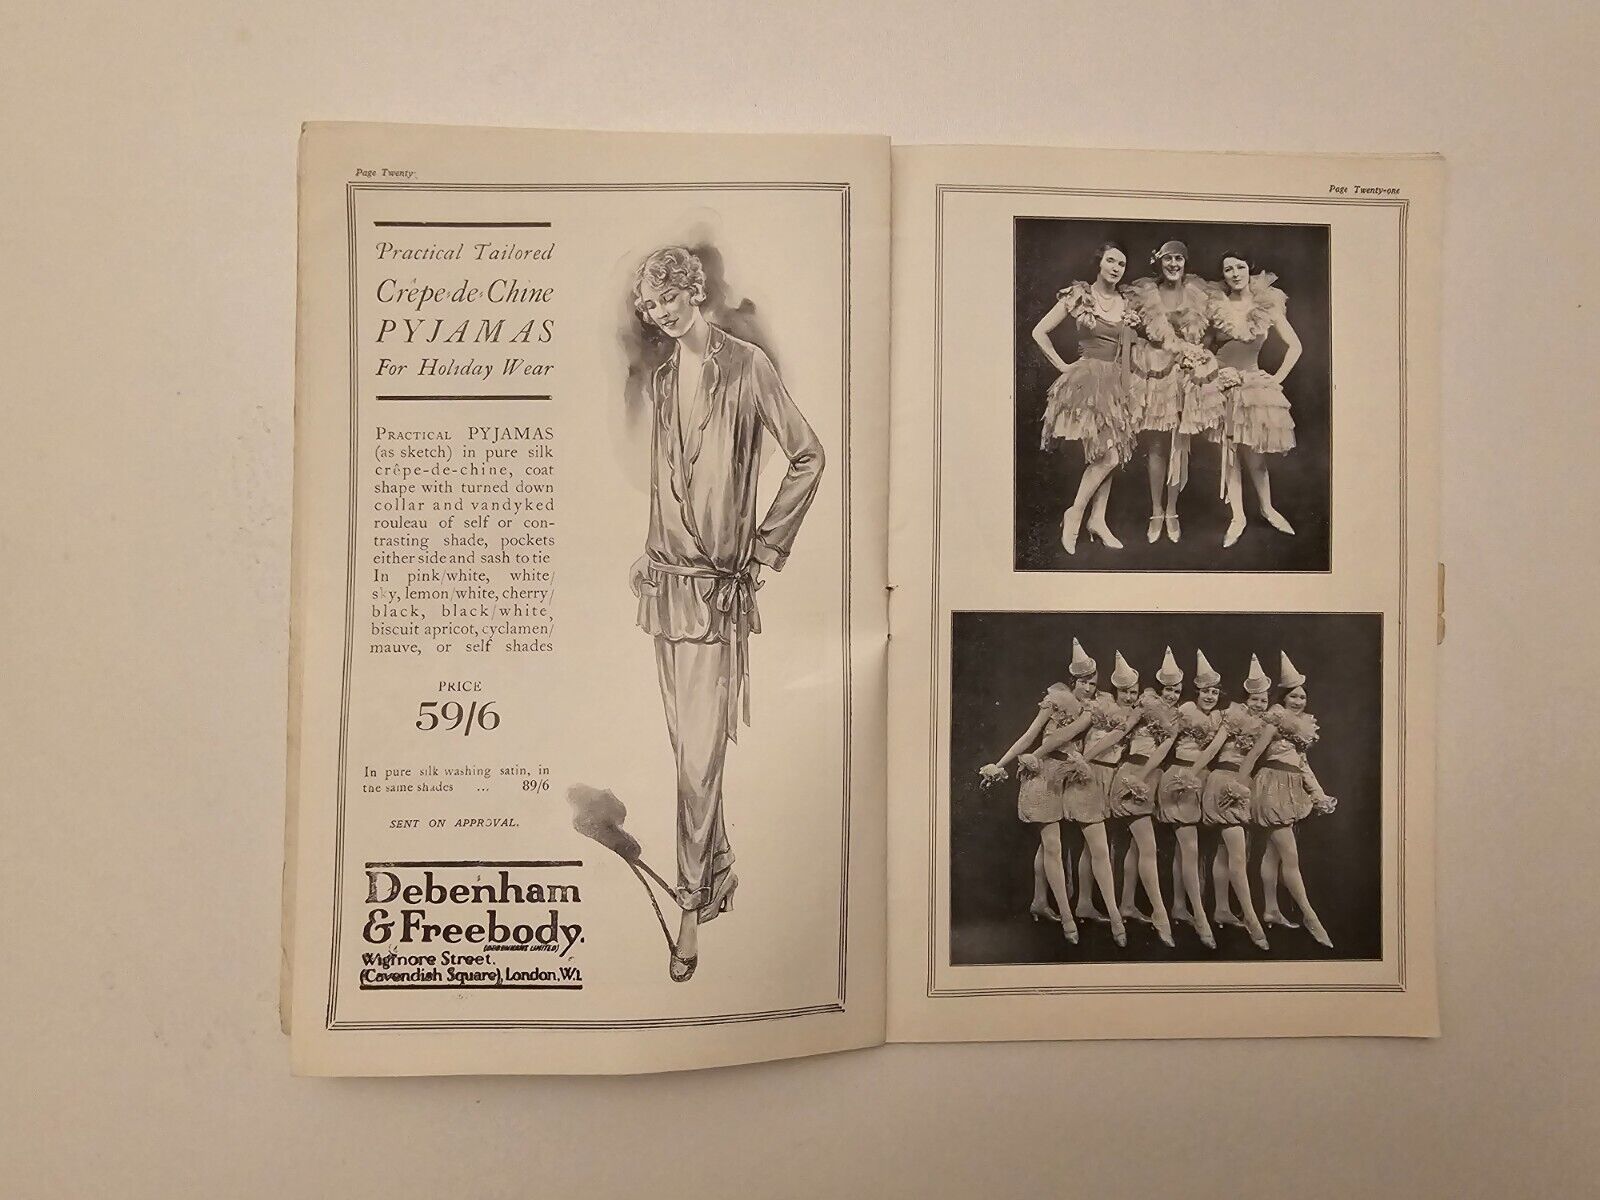 Page Twenty
Practical Tailored
Crêpe-de-Chine
PYJAMAS
For Holiday Wear
PRACTICAL PYJAMAS
(as sketch) in pure silk
crêpe-de-chine, coat
shape with turned down
collar and vandyked
rouleau of self or con-
trasting shade, pockets
either side and sash to tie
In pink/white, white/
sky, lemon/white, cherry/
black, black/white,
biscuit apricot, cyclamen/
mauve, or self shades
PRICE
59/6
In pure silk washing satin, in
the same shades ... 89/6
SENT ON APPROVAL.
Debenham
& Freebody.
(DEBENHAMS LIMITED)
Wigmore Street.
(Cavendish Square), London, W.1
Page Twenty-one